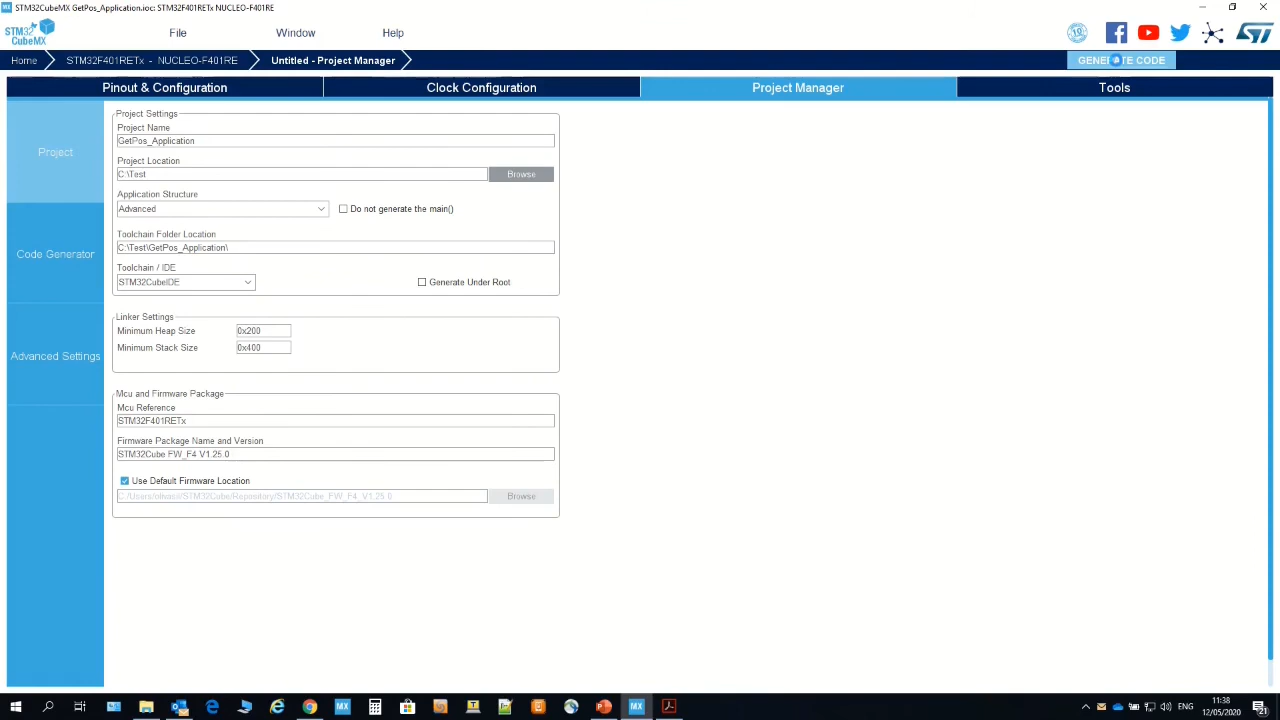 STM32CubeMX GetPos_Application.ioc: STM32F401RETx NUCLEO-F401RE
STM32
CubeMX
File
Window
Help
Home
STM32F401RETx - NUCLEO-F401RE
Untitled - Project Manager
GENERATE CODE
Pinout & Configuration
Clock Configuration
Project Manager
Tools
Project
Code Generator
Advanced Settings
Project Settings
Project Name
GetPos_Application
Project Location
C:\Test
Browse
Application Structure
Advanced
Do not generate the main()
Toolchain Folder Location
C:\Test\GetPos_Application\
Toolchain / IDE
STM32CubeIDE
Generate Under Root
Linker Settings
Minimum Heap Size
0x200
Minimum Stack Size
0x400
Mcu and Firmware Package
Mcu Reference
STM32F401RETx
Firmware Package Name and Version
STM32Cube FW_F4 V1.25.0
Use Default Firmware Location
Browse
ENG
11:38
12/05/2020
21